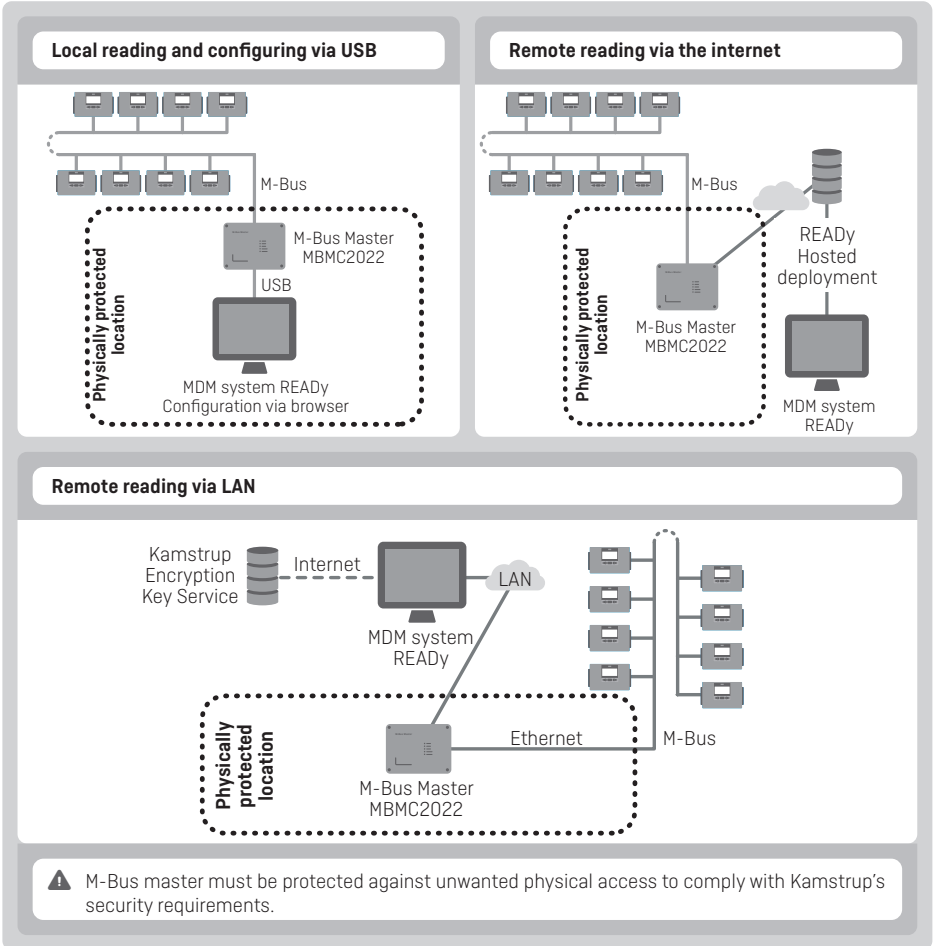 Local reading and configuring via USB
M-Bus
M-Bus Master
MBMC2022
USB
MDM system READy
Configuration via browser
Physically protected
location
Remote reading via the internet
M-Bus
READy
Hosted
deployment
M-Bus Master
MBMC2022
Physically protected
location
MDM system
READy
Remote reading via LAN
Kamstrup
Encryption
Key Service
Internet
LAN
MDM system
READy
Physically
protected
location
M-Bus Master
MBMC2022
Ethernet
M-Bus
M-Bus master must be protected against unwanted physical access to comply with Kamstrup's
security requirements.